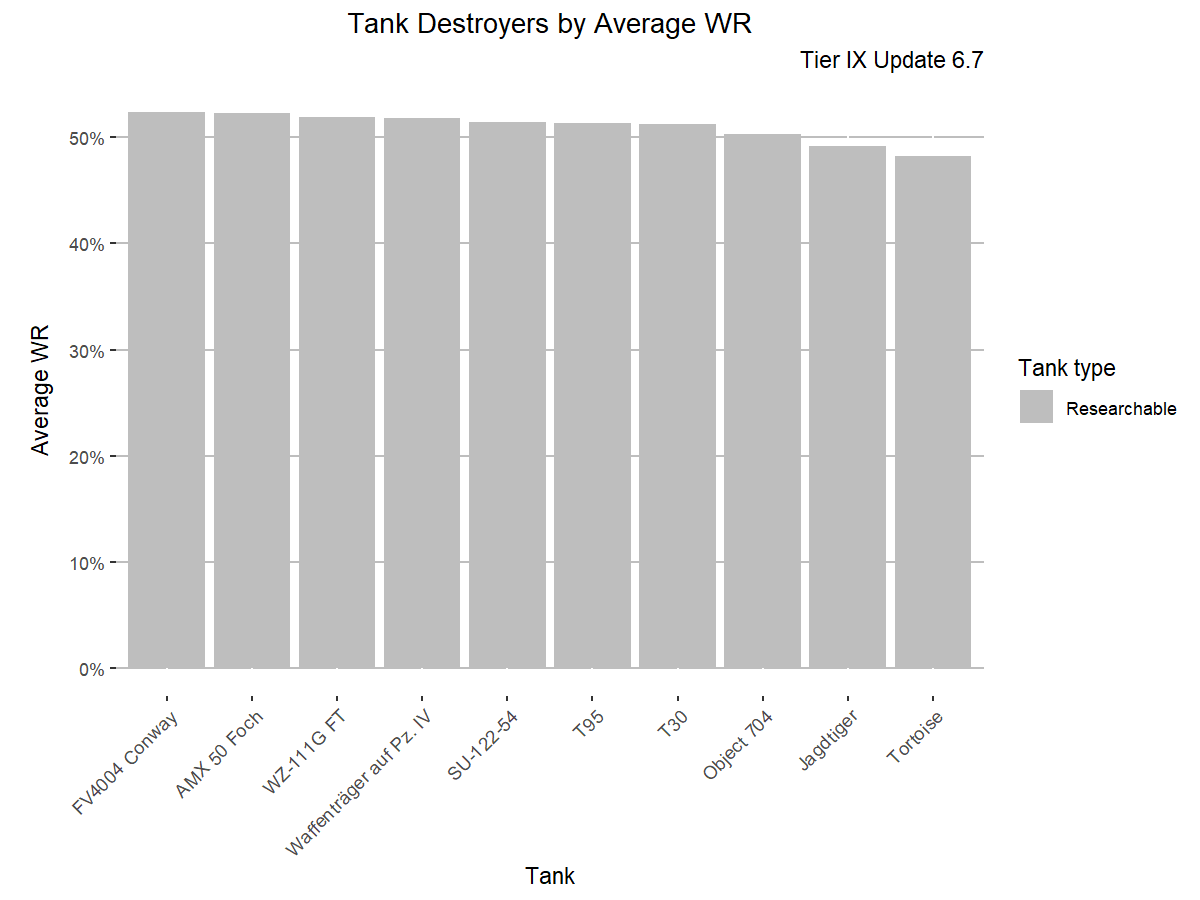 Tank Destroyers by Average WR
Tier IX Update 6.7
50%
40%
30%
20%
10%
0%
Average WR
FV4004 Conway
AMX 50 Foch
WZ-111G FT
Waffenträger auf Pz. IV
SU-122-54
T95
T30
Object 704
Jagdtiger
Tortoise
Tank
Tank type
Researchable